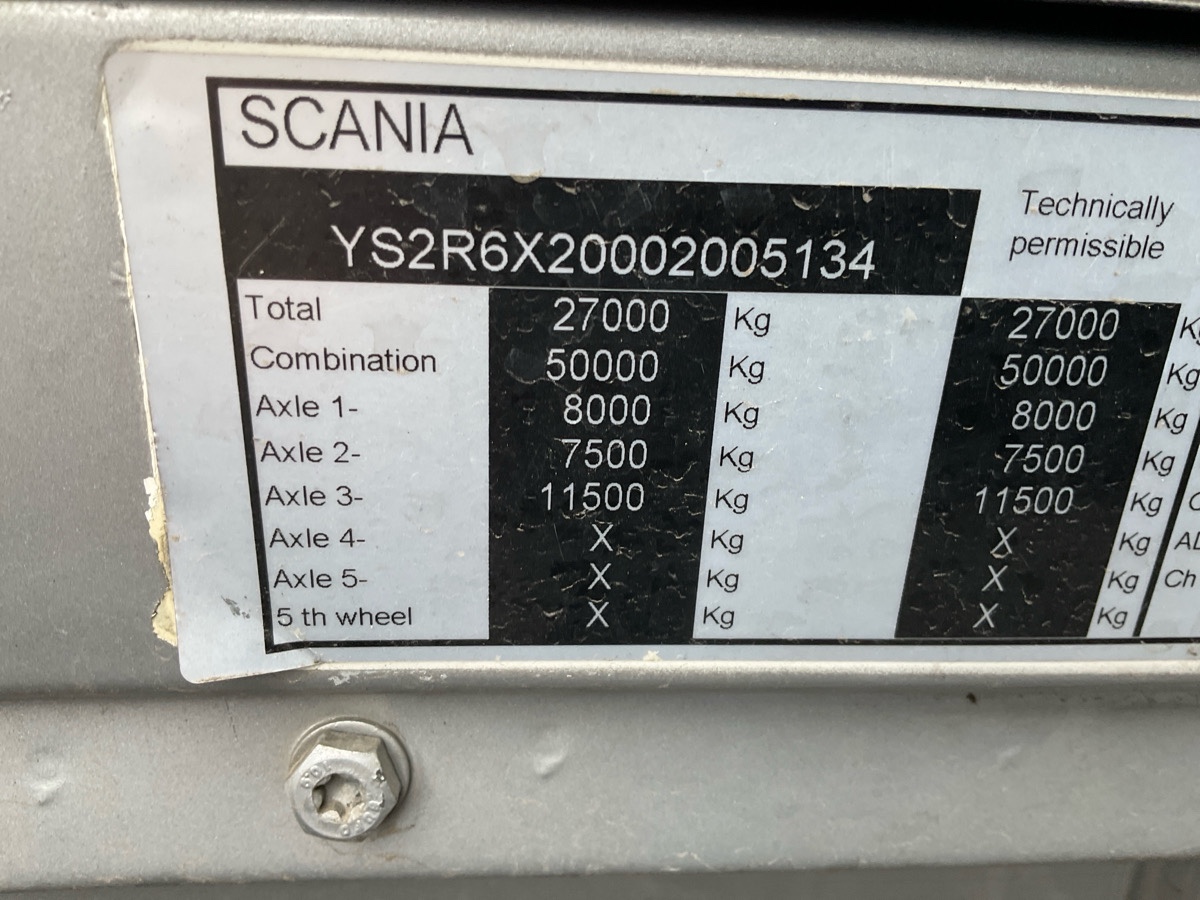 SCANIA
Technically
permissible
YS2R6X20002005134
Total 27000 Kg 27000
Combination 50000 Kg 50000 Kg
Axle 1- 8000 Kg 8000 Kg
Axle 2- 7500 Kg 7500 Kg
Axle 3- 11500 Kg 11500 Kg
Axle 4- X Kg X Kg
Axle 5- X Kg X Kg Ch
5 th wheel X Kg X Kg